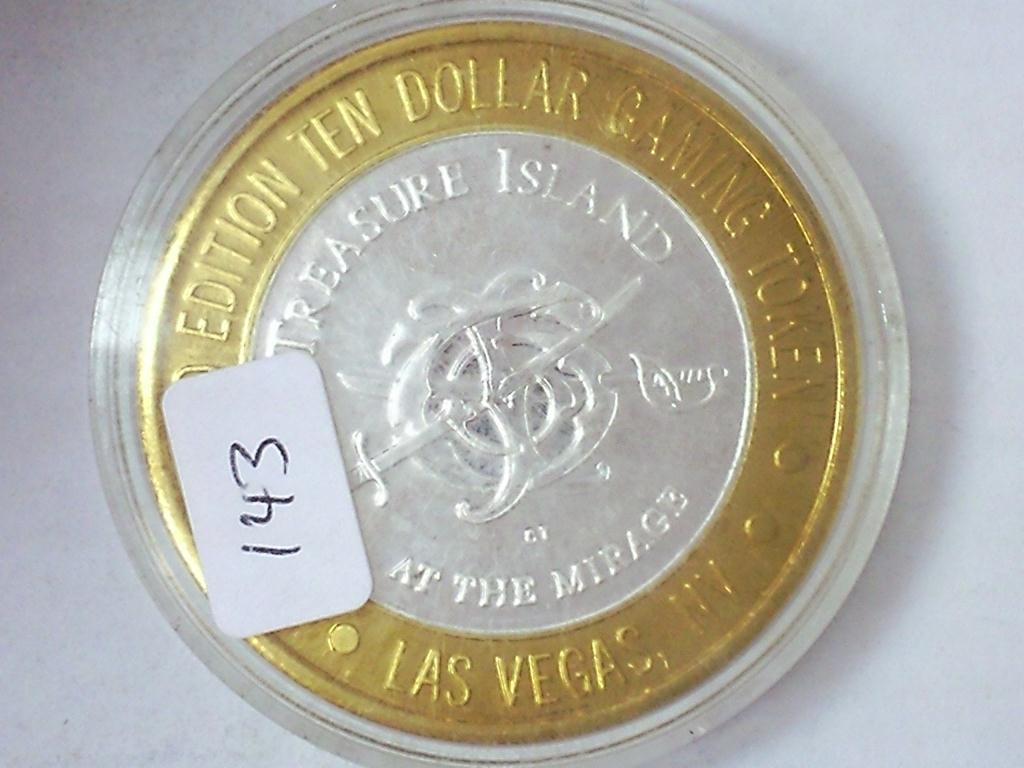 EDITION TEN DOLLAR GAMING TOKEN
TREASURE ISLAND
AT THE MIRAGE
LAS VEGAS, NV
143